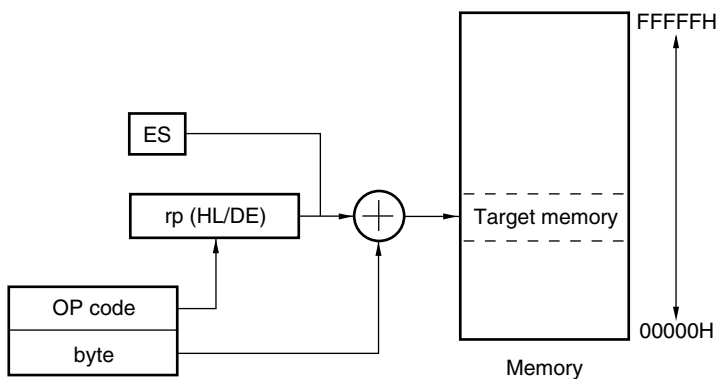 FFFFFH
ES
rp (HL/DE)
Target memory
OP code
byte
00000H
Memory